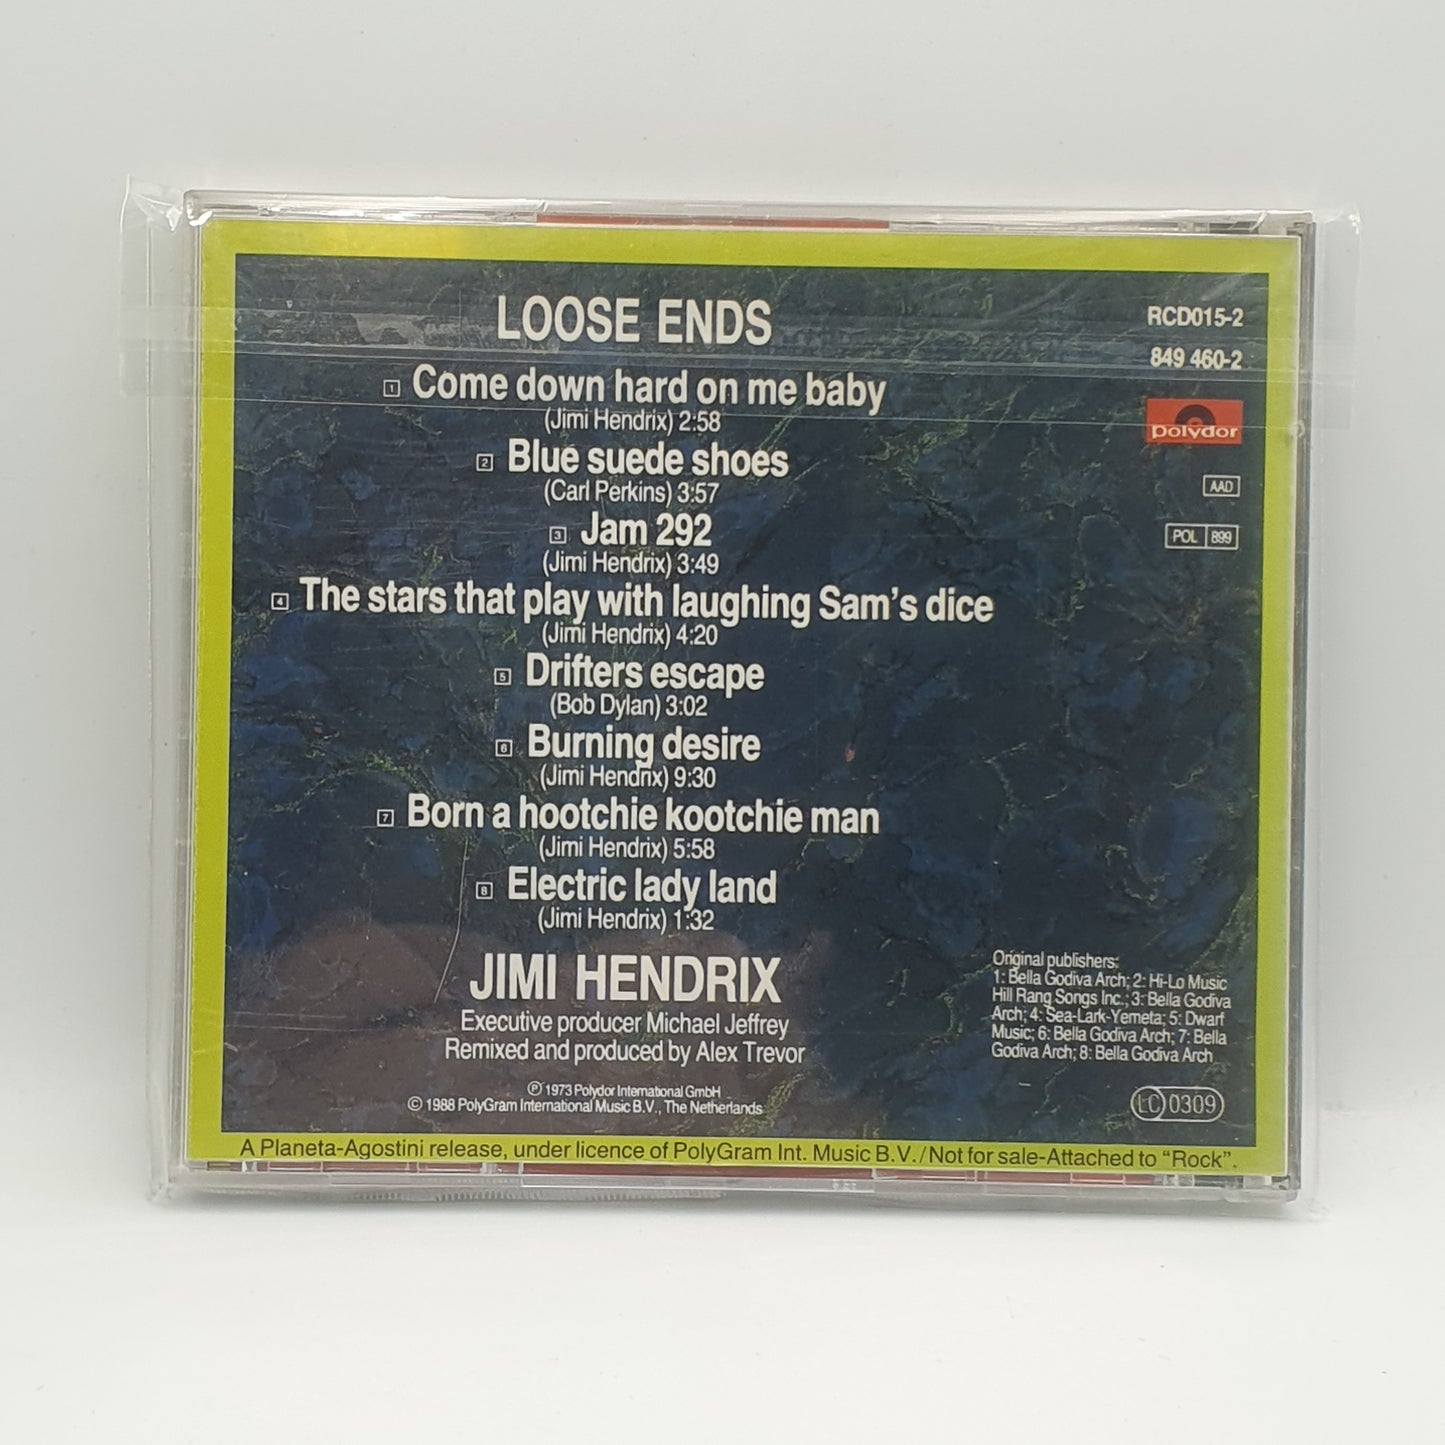 LOOSE ENDS
RCD015-2
849 460-2
1 Come down hard on me baby
(Jimi Hendrix) 2:58
polydor
2 Blue suede shoes
(Carl Perkins) 3:57
AAD
3 Jam 292
(Jimi Hendrix) 3:49
POL 899
4 The stars that play with laughing Sam's dice
(Jimi Hendrix) 4:20
5 Drifters escape
(Bob Dylan) 3:02
6 Burning desire
(Jimi Hendrix) 9:30
7 Born a hootchie kootchie man
(Jimi Hendrix) 5:58
8 Electric lady land
(Jimi Hendrix) 1:32
JIMI HENDRIX
Executive producer Michael Jeffrey
Remixed and produced by Alex Trevor
℗ 1973 Polydor International GmbH
© 1988 PolyGram International Music B.V., The Netherlands
Original publishers:
1: Bella Godiva Arch; 2: Hi-Lo Music
Hill Rang Songs Inc.; 3: Bella Godiva
Arch; 4: Sea-Lark-Yemeta; 5: Dwarf
Music; 6: Bella Godiva Arch; 7: Bella
Godiva Arch; 8: Bella Godiva Arch
LC 0309
A Planeta-Agostini release, under licence of PolyGram Int. Music B.V./Not for sale-Attached to "Rock".